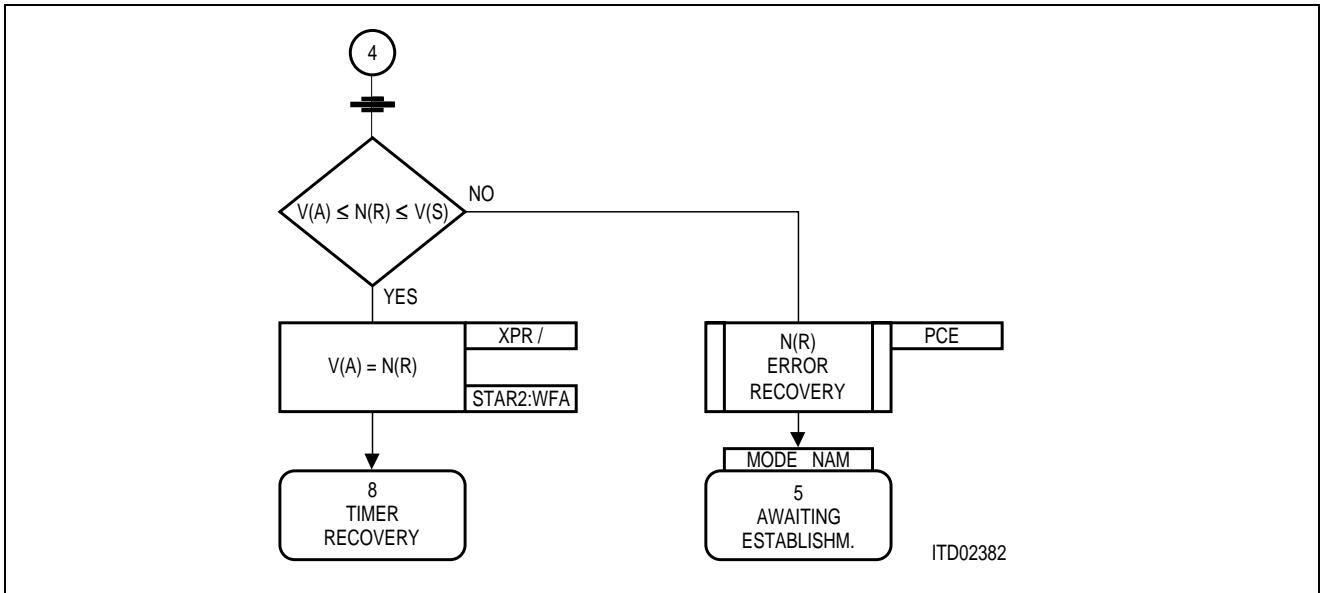 4
V(A) ≤ N(R) ≤ V(S)
NO
YES
V(A) = N(R)
XPR /
STAR2:WFA
N(R)
ERROR
RECOVERY
PCE
MODE NAM
8
TIMER
RECOVERY
5
AWAITING
ESTABLISHM.
ITD02382